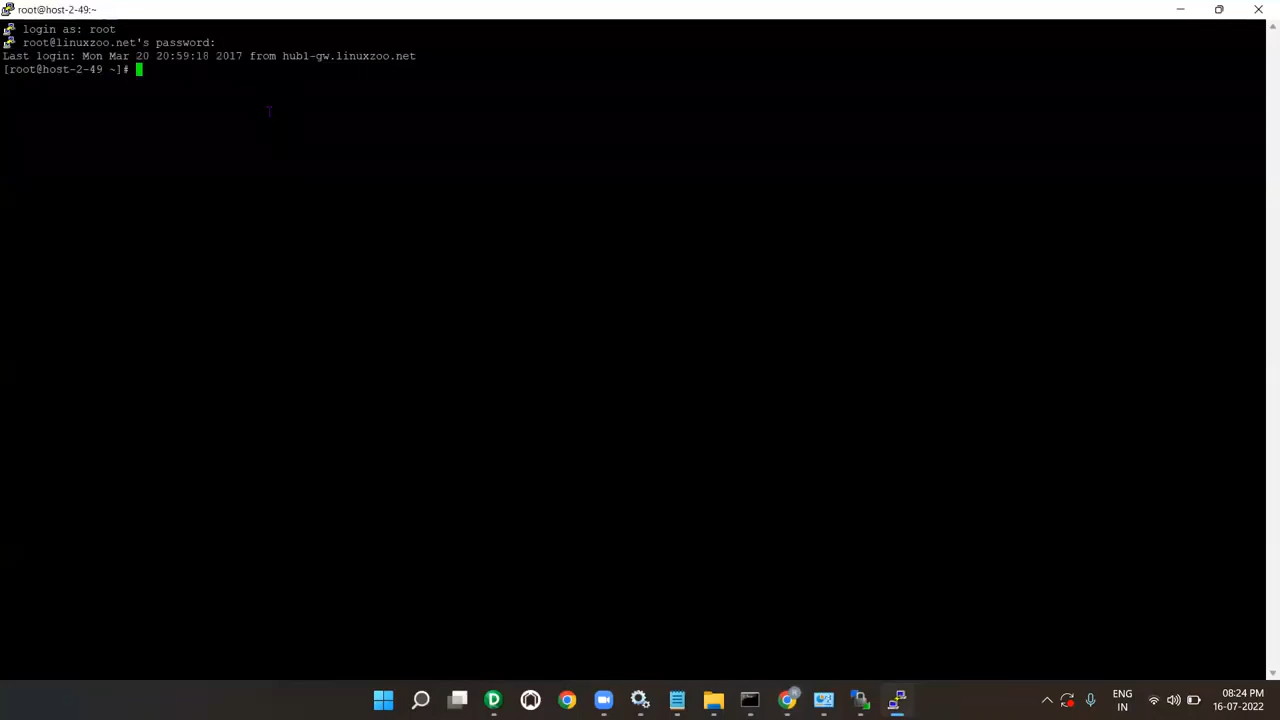 root@host-2-49:~
login as: root
root@linuxzoo.net's password:
Last login: Mon Mar 20 20:59:18 2017 from hub1-gw.linuxzoo.net
[root@host-2-49 ~]#
D
ENG
IN
08:24 PM
16-07-2022